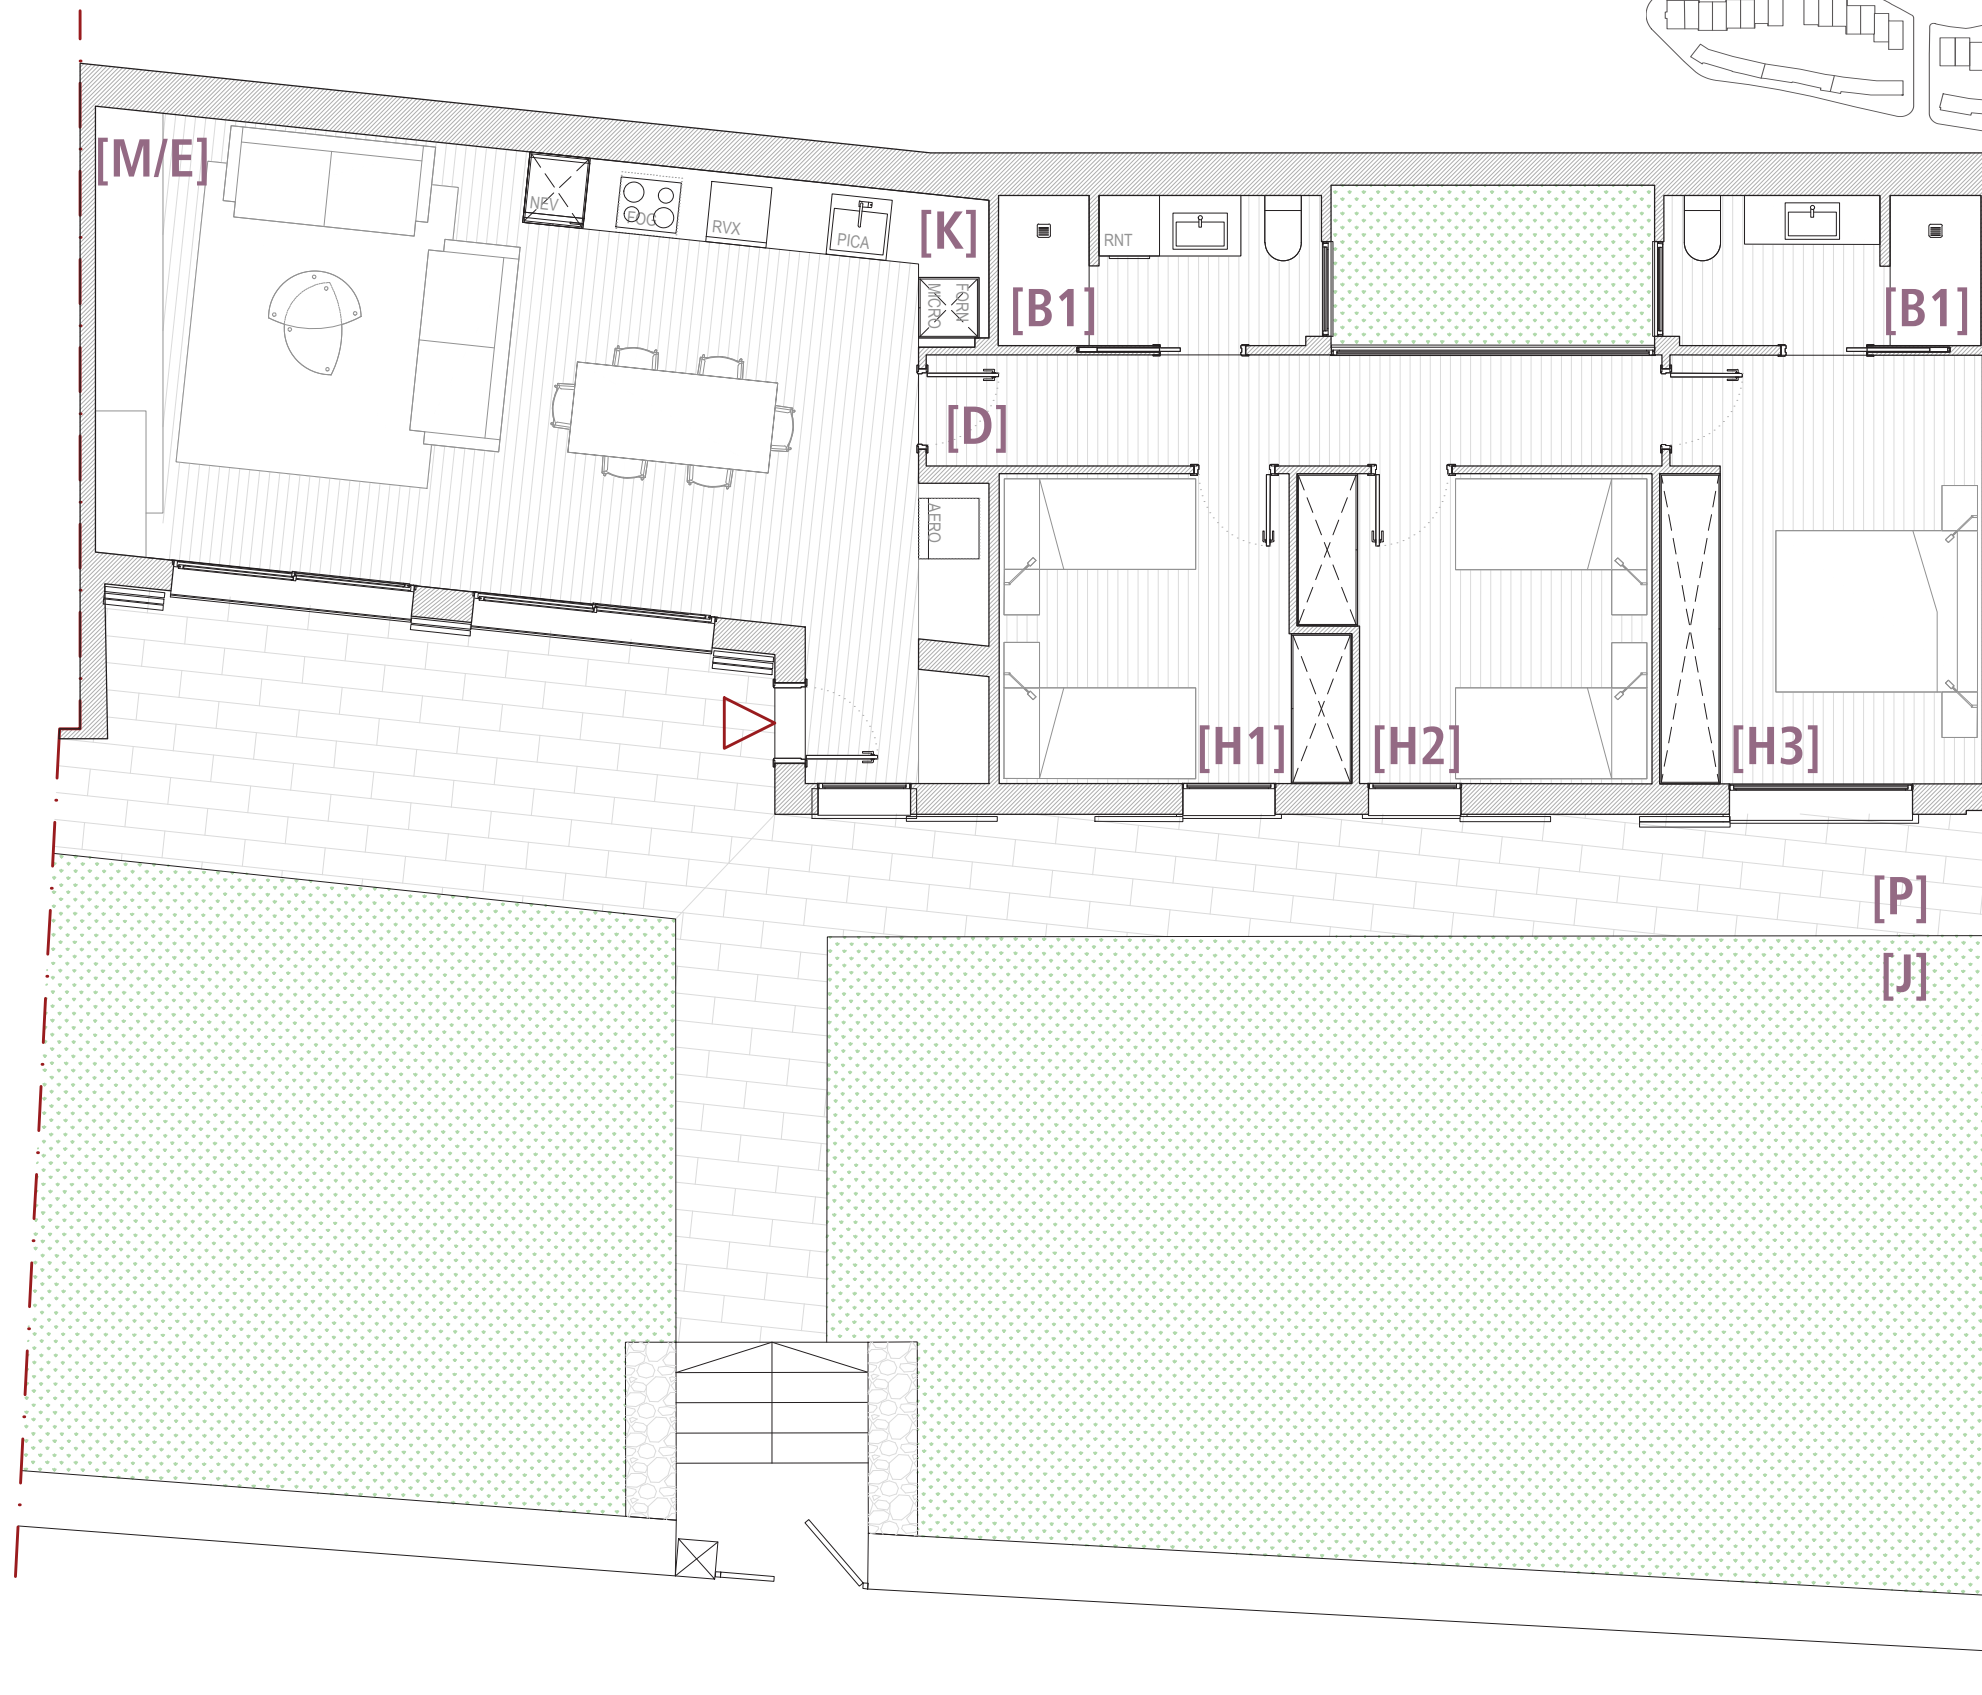 [M/E]
NEV
FOG
RVX
PICA
[K]
FORN
MICRO
[B1]
RNT
[B1]
[D]
AERO
[H1]
[H2]
[H3]
[P]
[J]